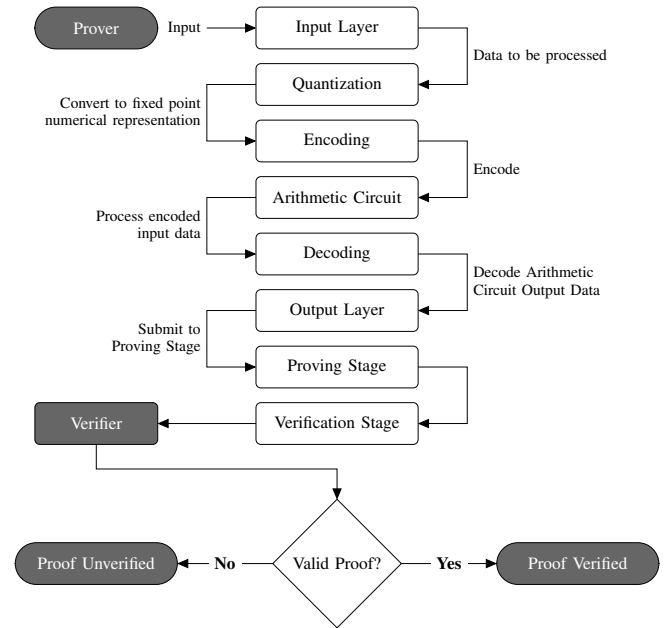 Prover
Input
Input Layer
Data to be processed
Quantization
Convert to fixed point
numerical representation
Encoding
Encode
Arithmetic Circuit
Process encoded
input data
Decoding
Decode Arithmetic
Circuit Output Data
Output Layer
Submit to
Proving Stage
Proving Stage
Verifier
Verification Stage
Proof Unverified
No
Valid Proof?
Yes
Proof Verified